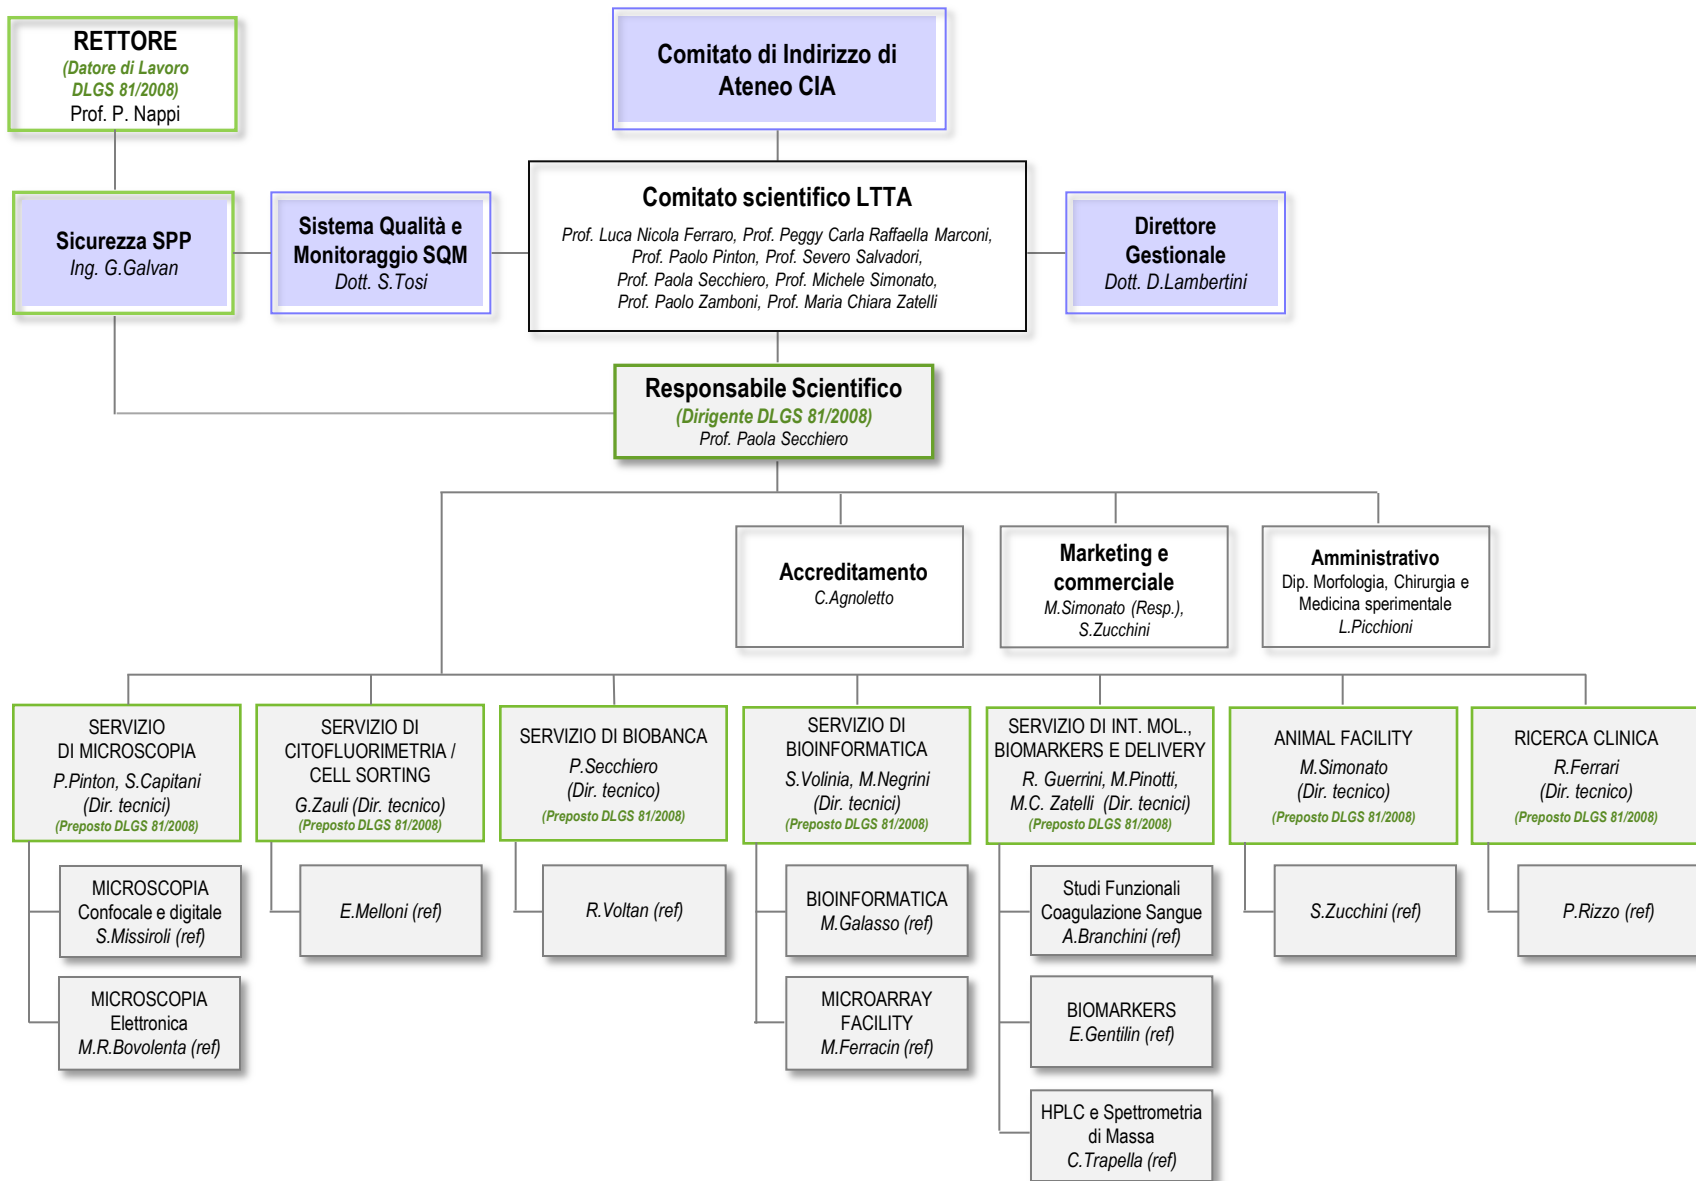 RETTORE
(Datore di Lavoro
DLGS 81/2008)
Prof. P. Nappi
Comitato di Indirizzo di
Ateneo CIA
Sicurezza SPP
Ing. G.Galvan
Sistema Qualità e
Monitoraggio SQM
Dott. S.Tosi
Comitato scientifico LTTA
Prof. Luca Nicola Ferraro, Prof. Peggy Carla Raffaella Marconi,
Prof. Paolo Pinton, Prof. Severo Salvadori,
Prof. Paola Secchiero, Prof. Michele Simonato,
Prof. Paolo Zamboni, Prof. Maria Chiara Zatelli
Direttore
Gestionale
Dott. D.Lambertini
Responsabile Scientifico
(Dirigente DLGS 81/2008)
Prof. Paola Secchiero
Accreditamento
C.Agnoletto
Marketing e
commerciale
M.Simonato (Resp.),
S.Zucchini
Amministrativo
Dip. Morfologia, Chirurgia e
Medicina sperimentale
L.Picchioni
SERVIZIO
DI MICROSCOPIA
P.Pinton, S.Capitani
(Dir. tecnici)
(Preposto DLGS 81/2008)
SERVIZIO DI
CITOFLUORIMETRIA /
CELL SORTING
G.Zauli (Dir. tecnico)
(Preposto DLGS 81/2008)
SERVIZIO DI BIOBANCA
P.Secchiero
(Dir. tecnico)
(Preposto DLGS 81/2008)
SERVIZIO DI
BIOINFORMATICA
S.Volinia, M.Negrini
(Dir. tecnici)
(Preposto DLGS 81/2008)
SERVIZIO DI INT. MOL.,
BIOMARKERS E DELIVERY
R. Guerrini, M.Pinotti,
M.C. Zatelli (Dir. tecnici)
(Preposto DLGS 81/2008)
ANIMAL FACILITY
M.Simonato
(Dir. tecnico)
(Preposto DLGS 81/2008)
RICERCA CLINICA
R.Ferrari
(Dir. tecnico)
(Preposto DLGS 81/2008)
MICROSCOPIA
Confocale e digitale
S.Missiroli (ref)
E.Melloni (ref)
R.Voltan (ref)
BIOINFORMATICA
M.Galasso (ref)
Studi Funzionali
Coagulazione Sangue
A.Branchini (ref)
S.Zucchini (ref)
P.Rizzo (ref)
MICROSCOPIA
Elettronica
M.R.Bovolenta (ref)
MICROARRAY
FACILITY
M.Ferracin (ref)
BIOMARKERS
E.Gentilin (ref)
HPLC e Spettrometria
di Massa
C.Trapella (ref)